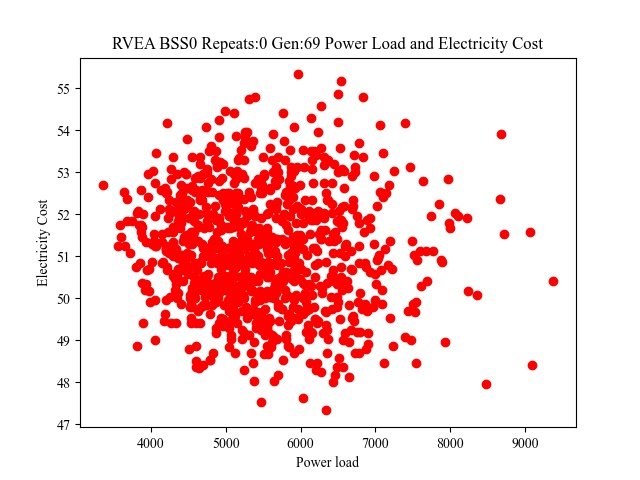 RVEA BSS0 Repeats:0 Gen:69 Power Load and Electricity Cost
55
54
53
52
51
50
49
48
47
Electricity Cost
4000 5000 6000 7000 8000 9000
Power load